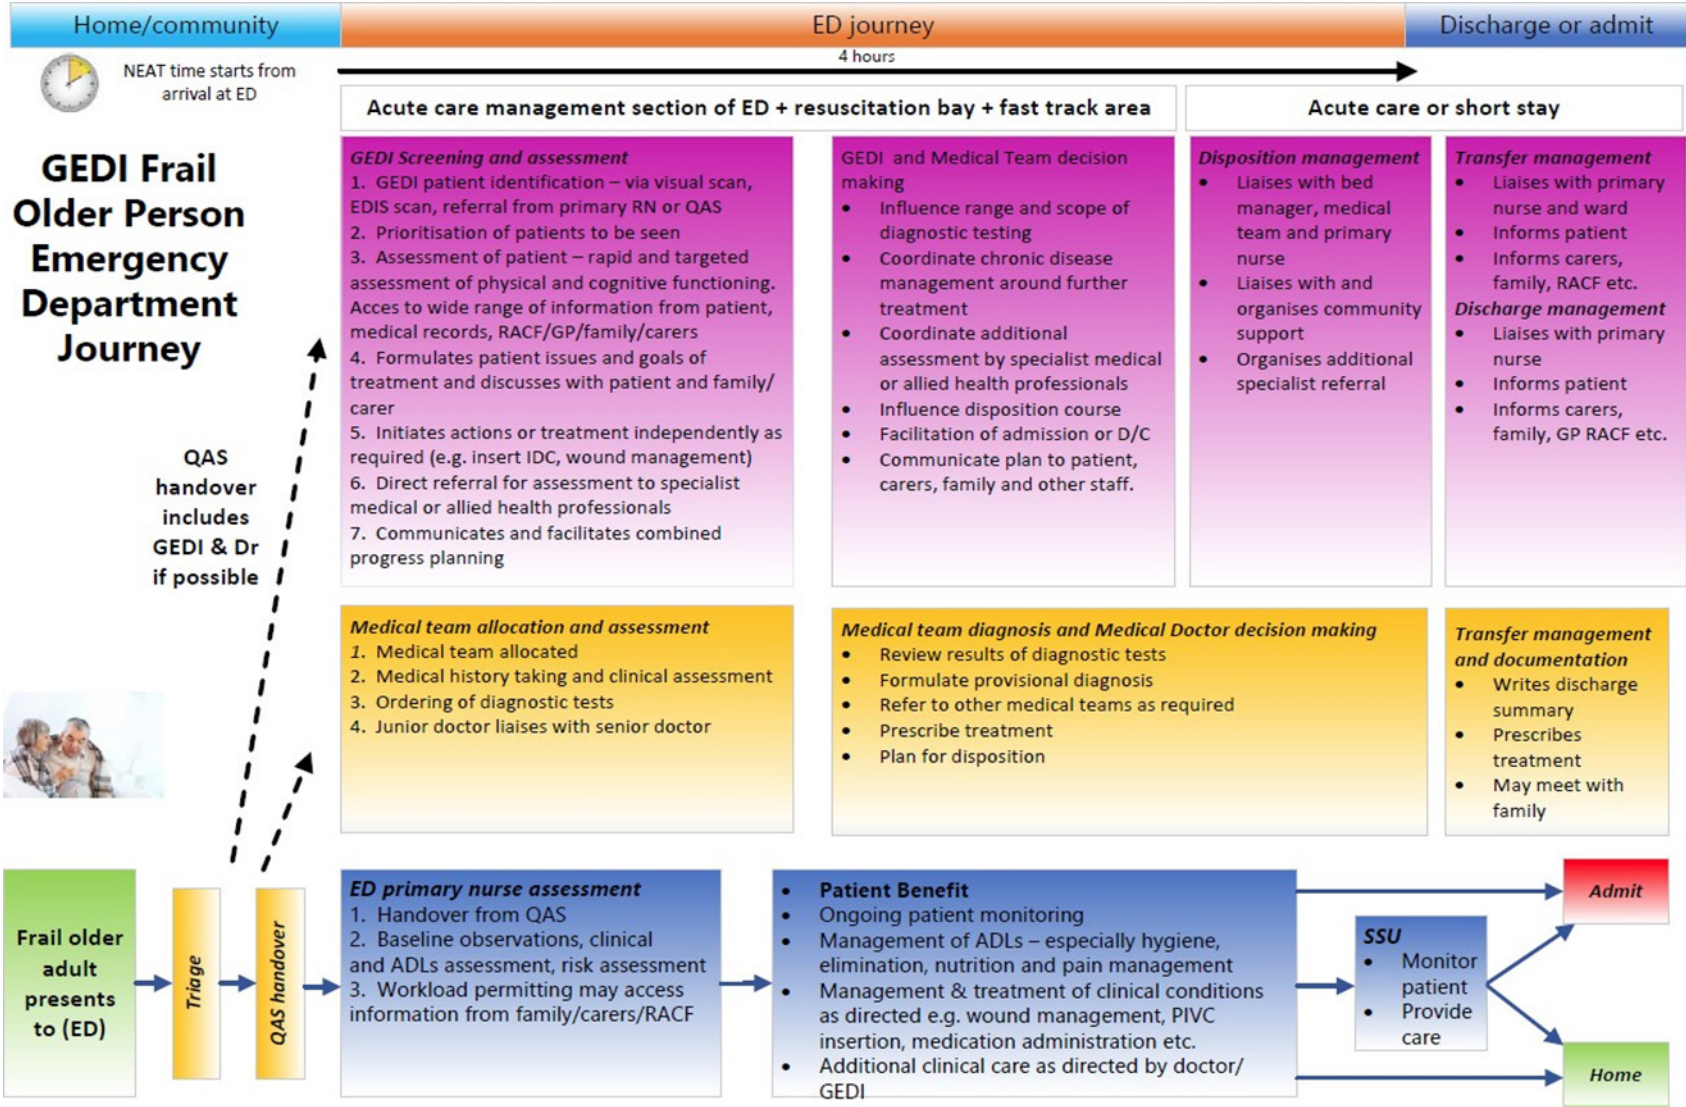 Home/community
ED journey
Discharge or admit
NEAT time starts from
arrival at ED
4 hours
Acute care management section of ED + resuscitation bay + fast track area
Acute care or short stay
GEDI Frail
Older Person
Emergency
Department
Journey
GEDI Screening and assessment
1. GEDI patient identification – via visual scan,
EDIS scan, referral from primary RN or QAS
2. Prioritisation of patients to be seen
3. Assessment of patient – rapid and targeted
assessment of physical and cognitive functioning.
Acces to wide range of information from patient,
medical records, RACF/GP/family/carers
4. Formulates patient issues and goals of
treatment and discusses with patient and family/
carer
5. Initiates actions or treatment independently as
required (e.g. insert IDC, wound management)
6. Direct referral for assessment to specialist
medical or allied health professionals
7. Communicates and facilitates combined
progress planning
GEDI and Medical Team decision
making
• Influence range and scope of
diagnostic testing
• Coordinate chronic disease
management around further
treatment
• Coordinate additional
assessment by specialist medical
or allied health professionals
• Influence disposition course
• Facilitation of admission or D/C
• Communicate plan to patient,
carers, family and other staff.
Disposition management
• Liaises with bed
manager, medical
team and primary
nurse
• Liaises with and
organises community
support
• Organises additional
specialist referral
Transfer management
• Liaises with primary
nurse and ward
• Informs patient
• Informs carers,
family, RACF etc.
Discharge management
• Liaises with primary
nurse
• Informs patient
• Informs carers,
family, GP RACF etc.
QAS
handover
includes
GEDI & Dr
if possible
Medical team allocation and assessment
1. Medical team allocated
2. Medical history taking and clinical assessment
3. Ordering of diagnostic tests
4. Junior doctor liaises with senior doctor
Medical team diagnosis and Medical Doctor decision making
• Review results of diagnostic tests
• Formulate provisional diagnosis
• Refer to other medical teams as required
• Prescribe treatment
• Plan for disposition
Transfer management
and documentation
• Writes discharge
summary
• Prescribes
treatment
• May meet with
family
Frail older
adult
presents
to (ED)
Triage
QAS handover
ED primary nurse assessment
1. Handover from QAS
2. Baseline observations, clinical
and ADLs assessment, risk assessment
3. Workload permitting may access
information from family/carers/RACF
• Patient Benefit
• Ongoing patient monitoring
• Management of ADLs – especially hygiene,
elimination, nutrition and pain management
• Management & treatment of clinical conditions
as directed e.g. wound management, PIVC
insertion, medication administration etc.
• Additional clinical care as directed by doctor/
GEDI
SSU
• Monitor
patient
• Provide
care
Admit
Home